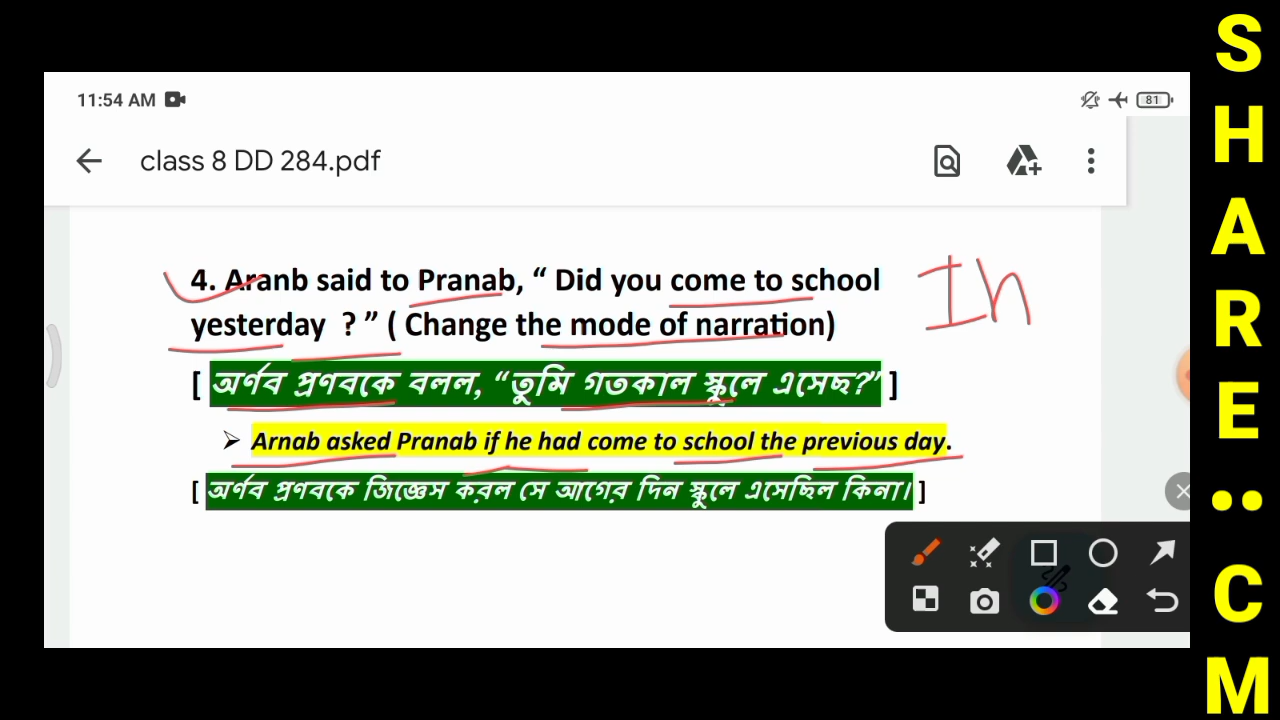 11:54 AM
81
class 8 DD 284.pdf
4. Aranb said to Pranab, “ Did you come to school
yesterday ? ” ( Change the mode of narration)
[ অর্ণব প্রণবকে বলল, “তুমি গতকাল স্কুলে এসেছ?” ]
➢ Arnab asked Pranab if he had come to school the previous day.
[ অর্ণব প্রণবকে জিজ্ঞেস করল সে আগের দিন স্কুলে এসেছিল কিনা। ]
In
S
H
A
R
E
••
C
M